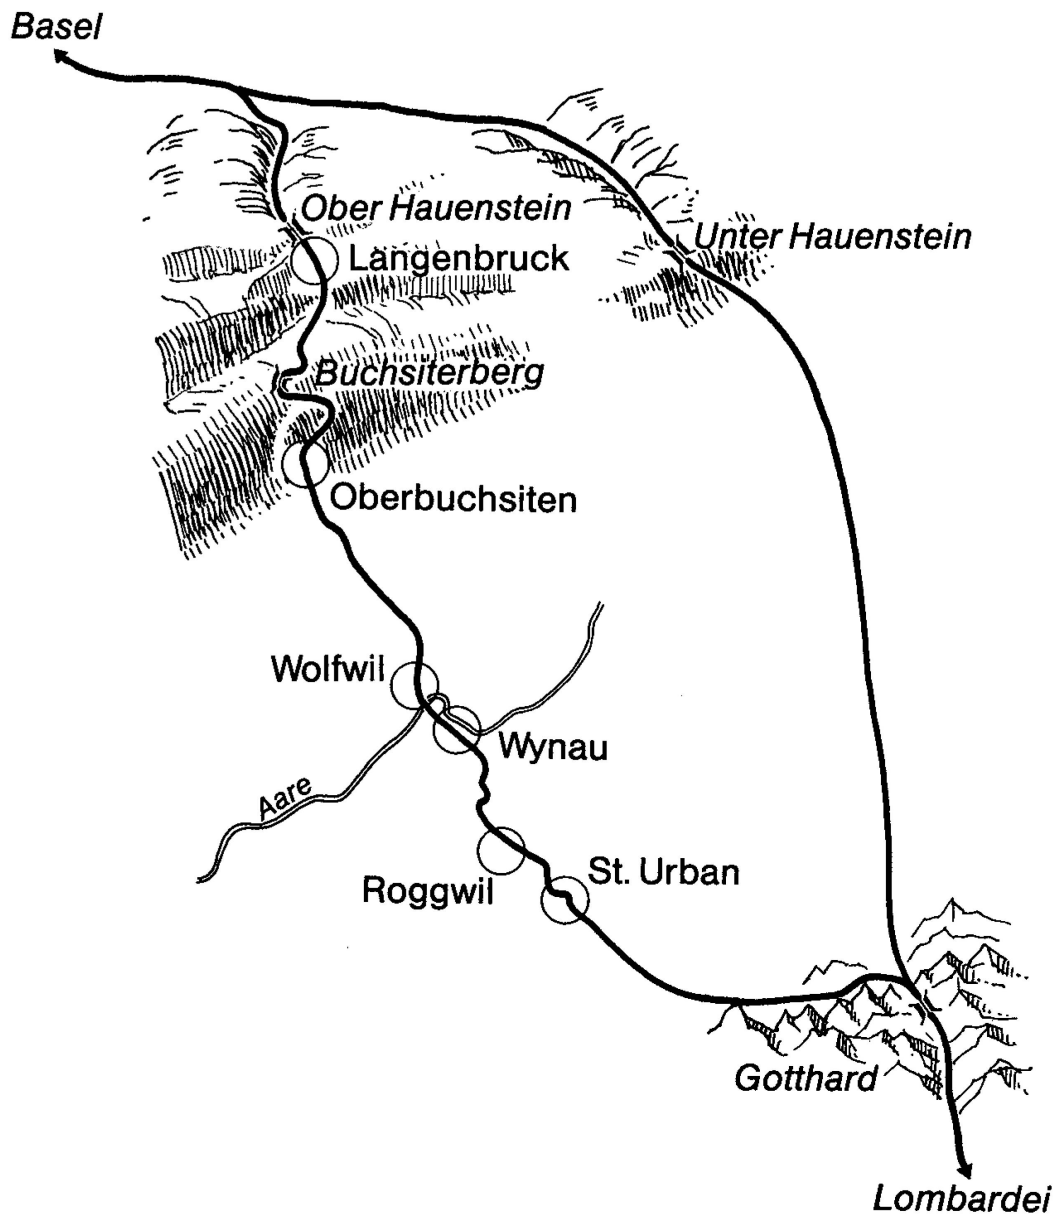 Basel
Ober Hauenstein
Unter Hauenstein
Langenbruck
Buchsiterberg
Oberbuchsiten
Wolfwil
Wynau
Aare
St. Urban
Roggwil
Gotthard
Lombardei